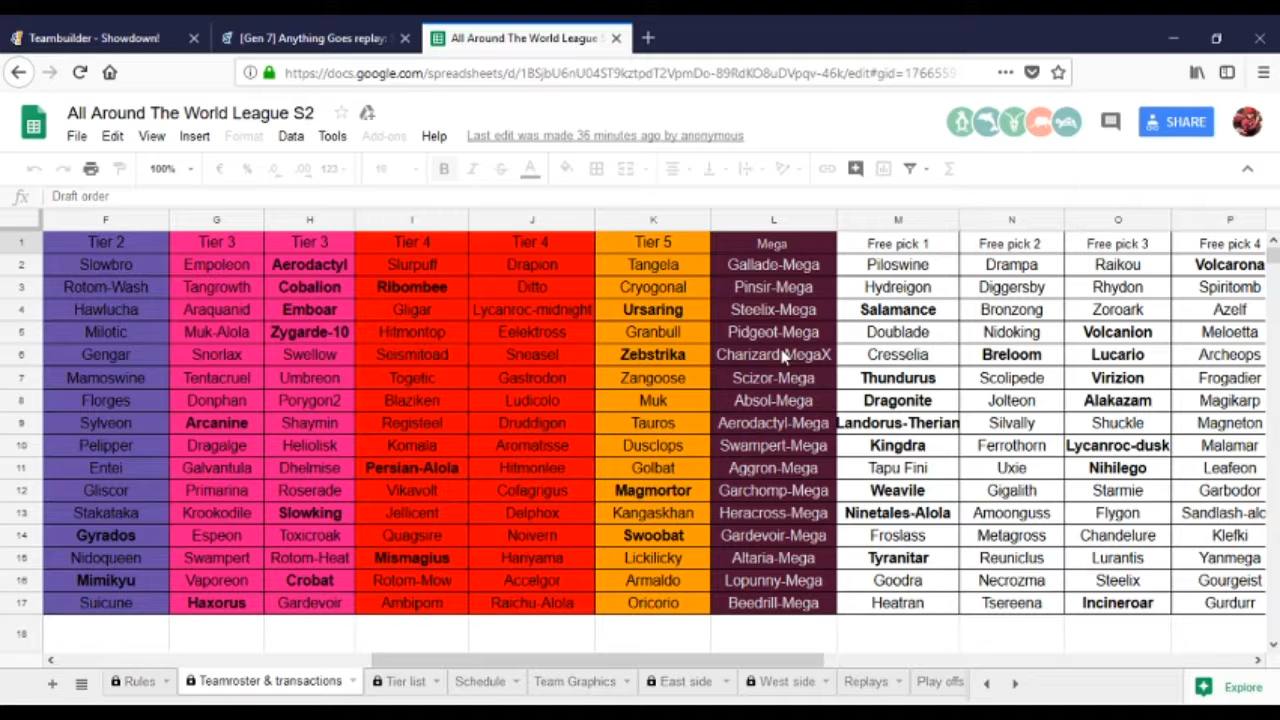 Teambuilder - Showdown!
[Gen 7] Anything Goes replay:
All Around The World League S
https://docs.google.com/spreadsheets/d/1BSjbU6nU04ST9kztpdT2VpmDo-89RdKO8uDVpqv-46k/edit#gid=1766559
All Around The World League S2
File Edit View Insert Format Data Tools Add-ons Help Last edit was made 36 minutes ago by anonymous
SHARE
100% € % .0 .00 123 10 B I S A
fx Draft order
F G H I J K L M N O P
1 Tier 2 Tier 3 Tier 3 Tier 4 Tier 4 Tier 5 Mega Free pick 1 Free pick 2 Free pick 3 Free pick 4
2 Slowbro Empoleon Aerodactyl Slurpuff Drapion Tangela Gallade-Mega Piloswine Drampa Raikou Volcarona
3 Rotom-Wash Tangrowth Cobalion Ribombee Ditto Cryogonal Pinsir-Mega Hydreigon Diggersby Rhydon Spiritomb
4 Hawlucha Araquanid Emboar Gligar Lycanroc-midnight Ursaring Steelix-Mega Salamance Bronzong Zoroark Azelf
5 Milotic Muk-Alola Zygarde-10 Hitmontop Eelektross Granbull Pidgeot-Mega Doublade Nidoking Volcanion Meloetta
6 Gengar Snorlax Swellow Seismitoad Sneasel Zebstrika Charizard-MegaX Cresselia Breloom Lucario Archeops
7 Mamoswine Tentacruel Umbreon Togetic Gastrodon Zangoose Scizor-Mega Thundurus Scolipede Virizion Frogadier
8 Florges Donphan Porygon2 Blaziken Ludicolo Muk Absol-Mega Dragonite Jolteon Alakazam Magikarp
9 Sylveon Arcanine Shaymin Registeel Druddigon Tauros Aerodactyl-Mega Landorus-Therian Silvally Shuckle Magneton
10 Pelipper Dragalge Heliolisk Komala Aromatisse Dusclops Swampert-Mega Kingdra Ferrothorn Lycanroc-dusk Malamar
11 Entei Galvantula Dhelmise Persian-Alola Hitmonlee Golbat Aggron-Mega Tapu Fini Uxie Nihilego Leafeon
12 Gliscor Primarina Roserade Vikavolt Cofagrigus Magmortor Garchomp-Mega Weavile Gigalith Starmie Garbodor
13 Stakataka Krookodile Slowking Jellicent Delphox Kangaskhan Heracross-Mega Ninetales-Alola Amoonguss Flygon Sandlash-alo
14 Gyrados Espeon Toxicroak Quagsire Noivern Swoobat Gardevoir-Mega Froslass Metagross Chandelure Klefki
15 Nidoqueen Swampert Rotom-Heat Mismagius Hariyama Lickilicky Altaria-Mega Tyranitar Reuniclus Lurantis Yanmega
16 Mimikyu Vaporeon Crobat Rotom-Mow Accelgor Armaldo Lopunny-Mega Goodra Necrozma Steelix Gourgeist
17 Suicune Haxorus Gardevoir Ambipom Raichu-Alola Oricorio Beedrill-Mega Heatran Tsereena Incineroar Gurdurr
18
Rules Teamroster & transactions Tier list Schedule Team Graphics East side West side Replays Play offs Explore